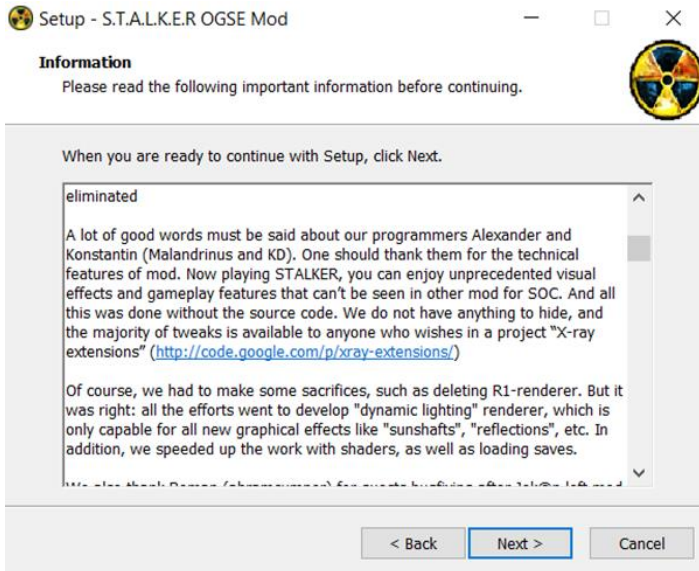 Setup - S.T.A.L.K.E.R OGSE Mod
Information
Please read the following important information before continuing.
When you are ready to continue with Setup, click Next.
eliminated
A lot of good words must be said about our programmers Alexander and
Konstantin (Malandrinus and KD). One should thank them for the technical
features of mod. Now playing STALKER, you can enjoy unprecedented visual
effects and gameplay features that can't be seen in other mod for SOC. And all
this was done without the source code. We do not have anything to hide, and
the majority of tweaks is available to anyone who wishes in a project "X-ray
extensions" (http://code.google.com/p/xray-extensions/)
Of course, we had to make some sacrifices, such as deleting R1-renderer. But it
was right: all the efforts went to develop "dynamic lighting" renderer, which is
only capable for all new graphical effects like "sunshafts", "reflections", etc. In
addition, we speeded up the work with shaders, as well as loading saves.
We also thank Roman
< Back
Next >
Cancel